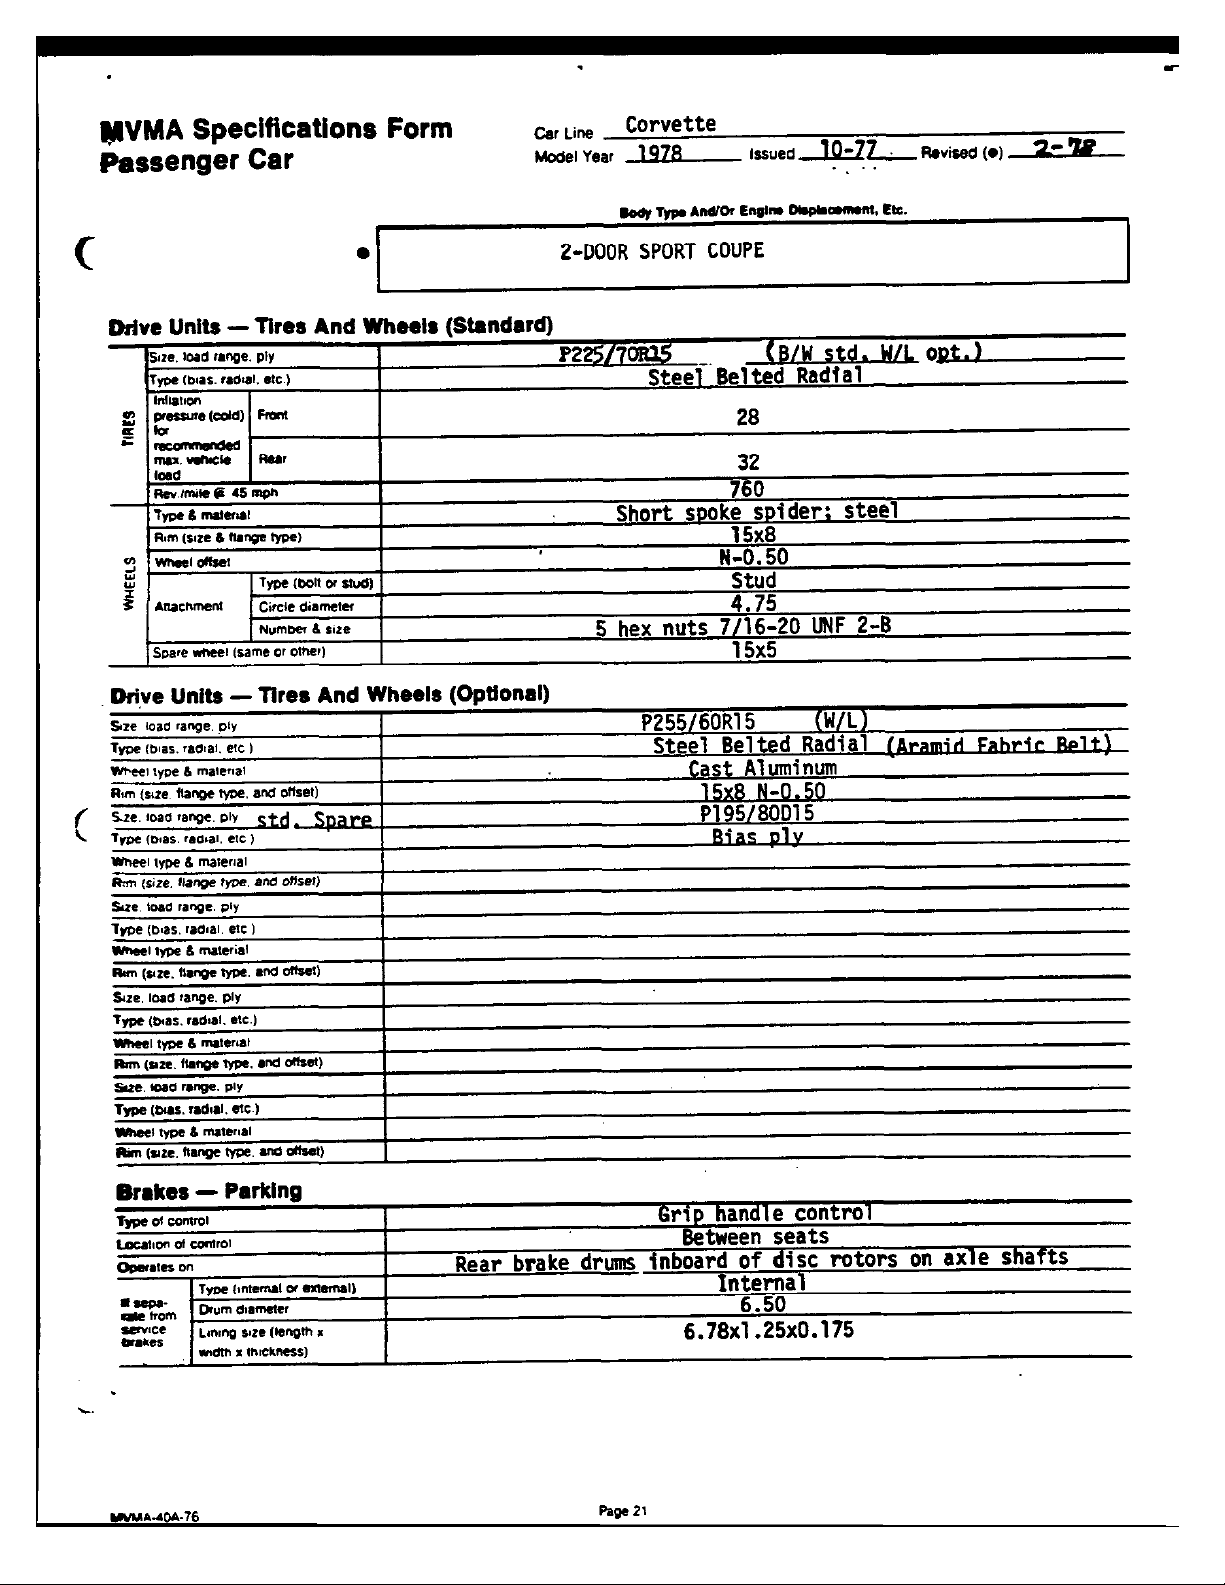 MVMA Specifications Form
Passenger Car
Car Line Corvette
Model Year 1978 Issued 10-77 Revised (●) 2-78
Body Type And/Or Engine Displacement, Etc.
● 2-DOOR SPORT COUPE
Drive Units — Tires And Wheels (Standard)
TIRES
Size, load range, ply P225/70R15 (B/W std. W/L opt.)
Type (bias, radial, etc.) Steel Belted Radial
Inflation pressure (cold) for recommended max. vehicle load
Front 28
Rear 32
Rev./mile @ 45 mph 760
WHEELS
Type & material Short spoke spider; steel
Rim (size & flange type) 15x8
Wheel offset N-0.50
Attachment
Type (bolt or stud) Stud
Circle diameter 4.75
Number & size 5 hex nuts 7/16-20 UNF 2-B
Spare wheel (same or other) 15x5
Drive Units — Tires And Wheels (Optional)
Size load range, ply P255/60R15 (W/L)
Type (bias, radial, etc.) Steel Belted Radial (Aramid Fabric Belt)
Wheel type & material Cast Aluminum
Rim (size, flange type, and offset) 15x8 N-0.50
Size, load range, ply std. Spare P195/80D15
Type (bias, radial, etc.) Bias ply
Wheel type & material
Rim (size, flange type, and offset)
Size, load range, ply
Type (bias, radial, etc.)
Wheel type & material
Rim (size, flange type, and offset)
Size, load range, ply
Type (bias, radial, etc.)
Wheel type & material
Rim (size, flange type, and offset)
Size, load range, ply
Type (bias, radial, etc.)
Wheel type & material
Rim (size, flange type, and offset)
Brakes — Parking
Type of control Grip handle control
Location of control Between seats
Operates on Rear brake drums inboard of disc rotors on axle shafts
If sepa-
rate from
service
brakes
Type (internal or external) Internal
Drum diameter 6.50
Lining size (length x
width x thickness) 6.78x1.25x0.175
MVMA-40A-76
Page 21